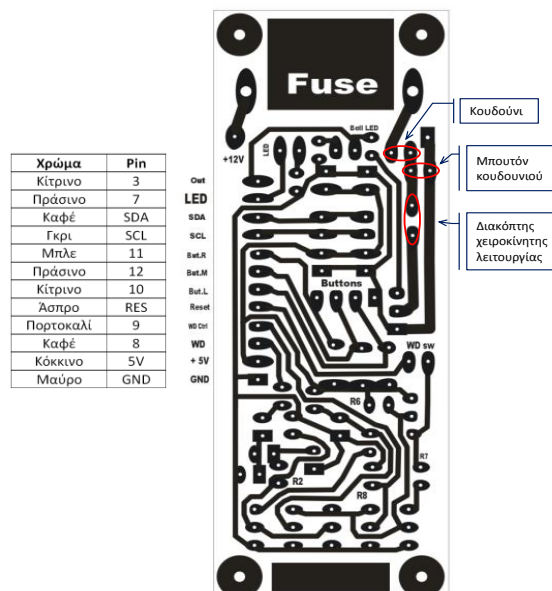 Fuse
Bell LED
LED
+12V
Κουδούνι
Μπουτόν
κουδουνιού
Διακόπτης
χειροκίνητης
λειτουργίας
Χρώμα Pin
Κίτρινο 3
Πράσινο 7
Καφέ SDA
Γκρι SCL
Μπλε 11
Πράσινο 12
Κίτρινο 10
Άσπρο RES
Πορτοκαλί 9
Καφέ 8
Κόκκινο 5V
Μαύρο GND
Out
LED
SDA
SCL
But.R
But.M
But.L
Reset
WD Ctrl
WD
+ 5V
GND
Buttons
WD sw
R6
R7
R2
R8